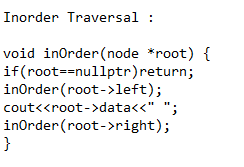 Inorder Traversal :
void inOrder(node *root) {
if(root==nullptr)return;
inOrder(root->left);
cout<<root->data<<" ";
inOrder(root->right);
}